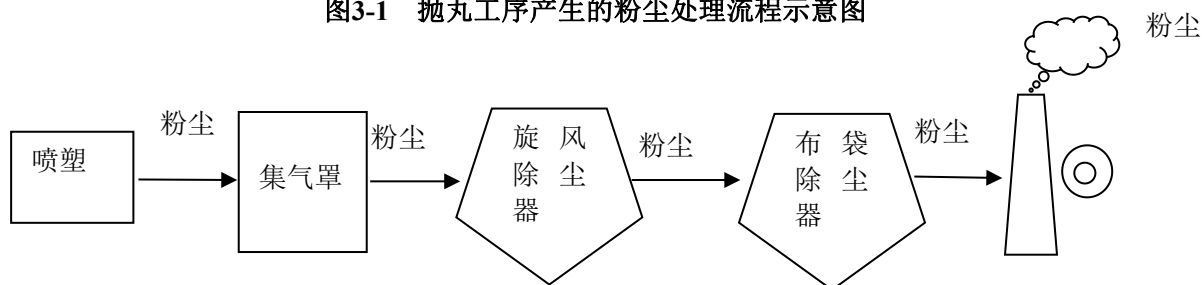 图3-1 抛丸工序产生的粉尘处理流程示意图
粉尘
喷塑
粉尘
集气罩
粉尘
旋 风
除 尘
器
粉尘
布 袋
除 尘
器
粉尘